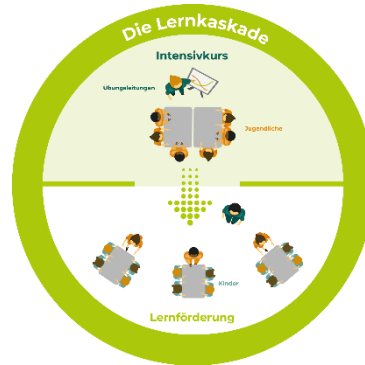 Die Lernkaskade
Intensivkurs
Übungsleitungen
Jugendliche
Kinder
Lernförderung